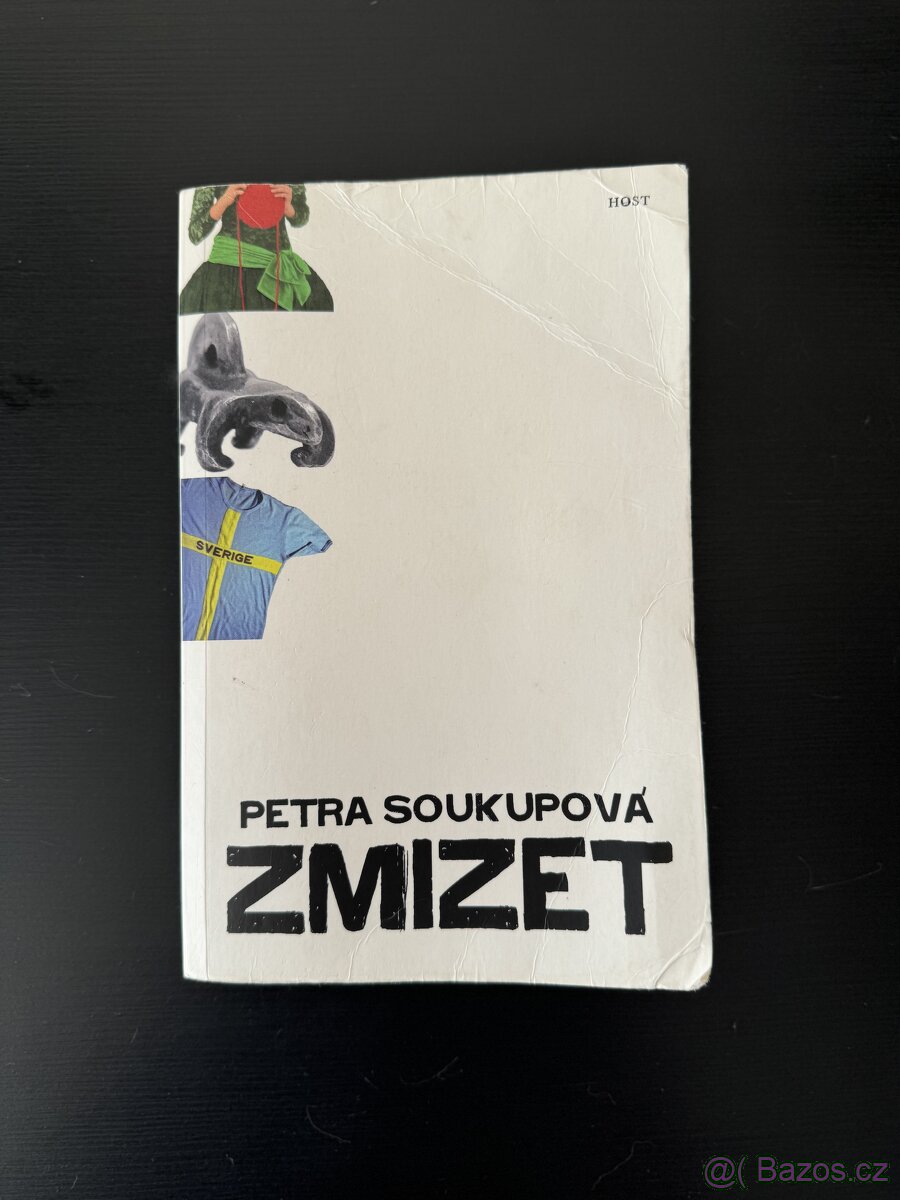 HOST
SVERIGE
PETRA SOUKUPOVÁ
ZMIZET
@( Bazos.cz